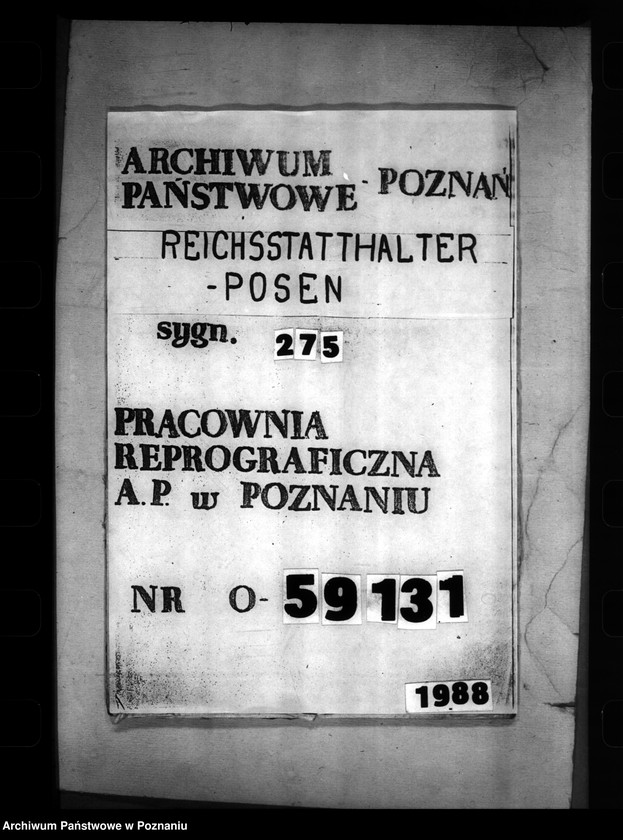 ARCHIWUM
PAŃSTWOWE - POZNAŃ
REICHSSTATTHALTER
-POSEN
sygn. 275
PRACOWNIA
REPROGRAFICZNA
A.P. w POZNANIU
NR O-59131
1988
Archiwum Państwowe w Poznaniu